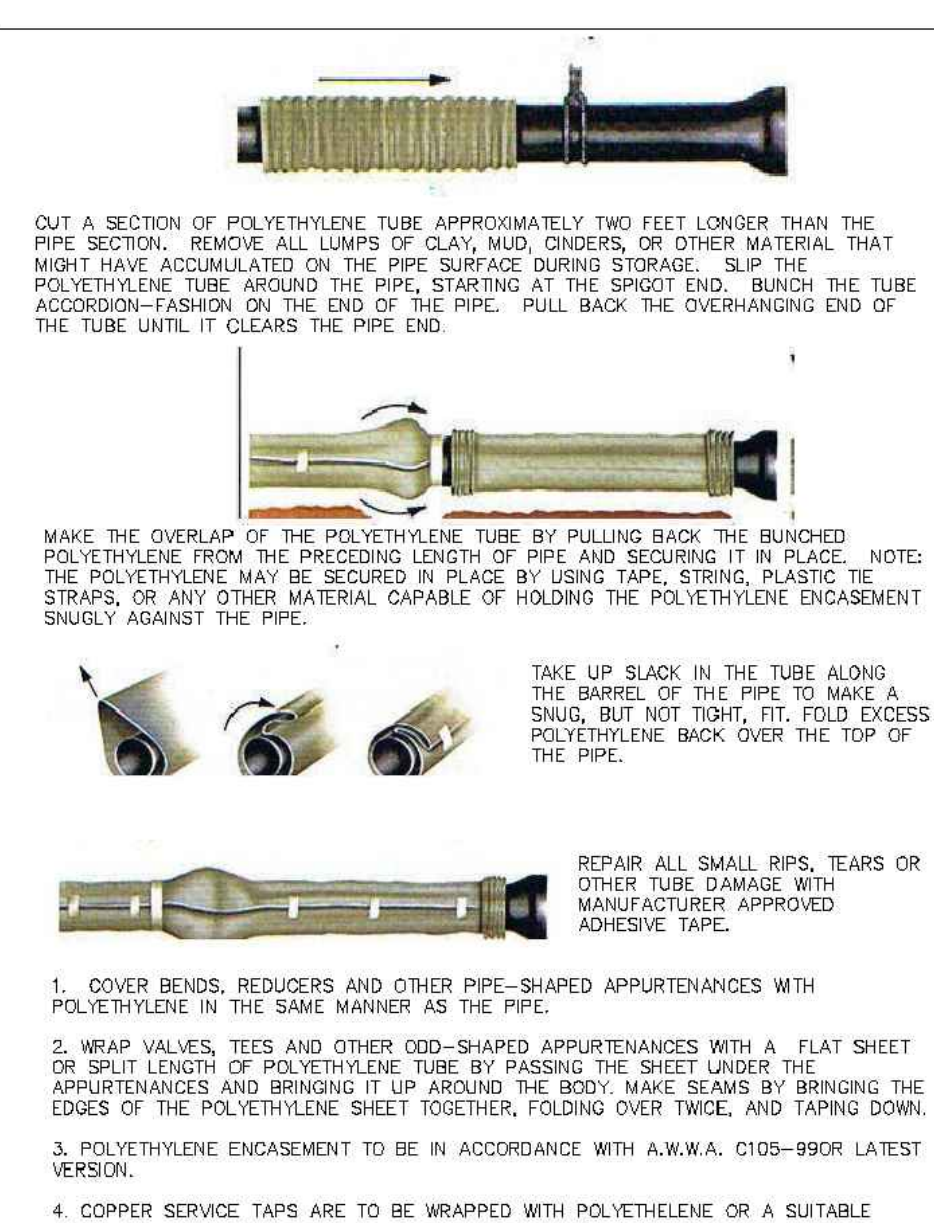 CUT A SECTION OF POLYETHYLENE TUBE APPROXIMATELY TWO FEET LONGER THAN THE
PIPE SECTION. REMOVE ALL LUMPS OF CLAY, MUD, CINDERS, OR OTHER MATERIAL THAT
MIGHT HAVE ACCUMULATED ON THE PIPE SURFACE DURING STORAGE. SLIP THE
POLYETHYLENE TUBE AROUND THE PIPE, STARTING AT THE SPIGOT END. BUNCH THE TUBE
ACCORDION-FASHION ON THE END OF THE PIPE. PULL BACK THE OVERHANGING END OF
THE TUBE UNTIL IT CLEARS THE PIPE END.
MAKE THE OVERLAP OF THE POLYETHYLENE TUBE BY PULLING BACK THE BUNCHED
POLYETHYLENE FROM THE PRECEDING LENGTH OF PIPE AND SECURING IT IN PLACE. NOTE:
THE POLYETHYLENE MAY BE SECURED IN PLACE BY USING TAPE, STRING, PLASTIC TIE
STRAPS, OR ANY OTHER MATERIAL CAPABLE OF HOLDING THE POLYETHYLENE ENCASEMENT
SNUGLY AGAINST THE PIPE.
TAKE UP SLACK IN THE TUBE ALONG
THE BARREL OF THE PIPE TO MAKE A
SNUG, BUT NOT TIGHT, FIT. FOLD EXCESS
POLYETHYLENE BACK OVER THE TOP OF
THE PIPE.
REPAIR ALL SMALL RIPS, TEARS OR
OTHER TUBE DAMAGE WITH
MANUFACTURER APPROVED
ADHESIVE TAPE.
1. COVER BENDS, REDUCERS AND OTHER PIPE-SHAPED APPURTENANCES WITH
POLYETHYLENE IN THE SAME MANNER AS THE PIPE.
2. WRAP VALVES, TEES AND OTHER ODD-SHAPED APPURTENANCES WITH A FLAT SHEET
OR SPLIT LENGTH OF POLYETHYLENE TUBE BY PASSING THE SHEET UNDER THE
APPURTENANCES AND BRINGING IT UP AROUND THE BODY. MAKE SEAMS BY BRINGING THE
EDGES OF THE POLYETHYLENE SHEET TOGETHER, FOLDING OVER TWICE, AND TAPING DOWN.
3. POLYETHYLENE ENCASEMENT TO BE IN ACCORDANCE WITH A.W.W.A. C105-99OR LATEST
VERSION.
4. COPPER SERVICE TAPS ARE TO BE WRAPPED WITH POLYETHELENE OR A SUITABLE